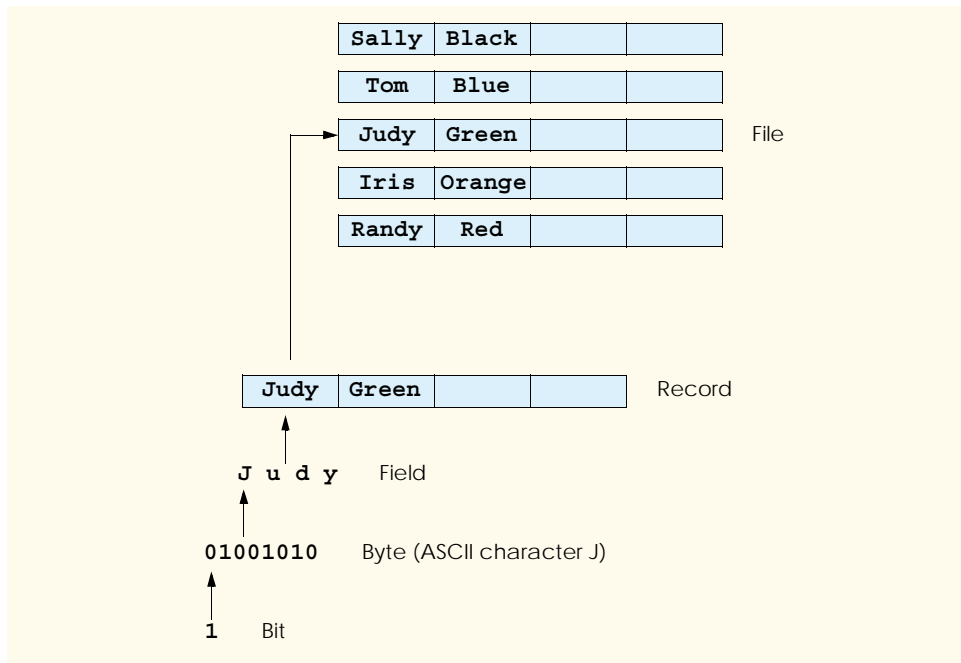 Sally Black
Tom Blue
Judy Green File
Iris Orange
Randy Red
Judy Green Record
J u d y Field
01001010 Byte (ASCII character J)
1 Bit